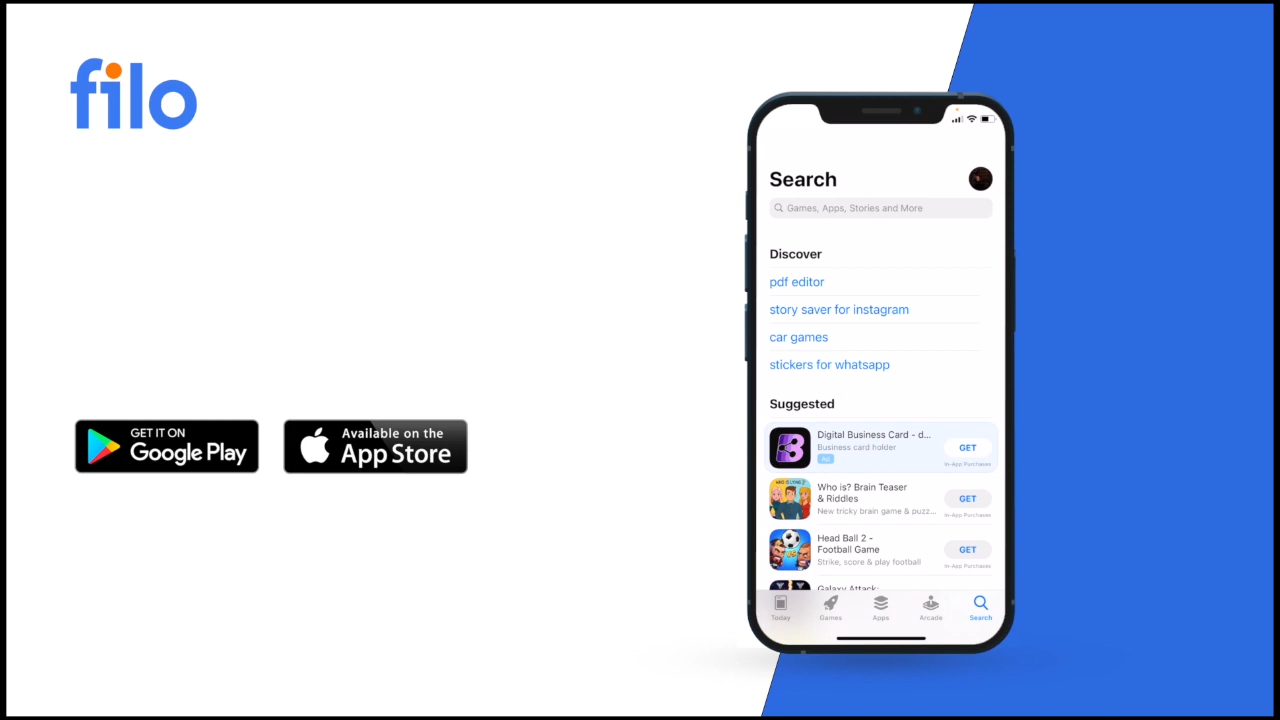 filo
GET IT ON
Google Play
Available on the
App Store
Search
Games, Apps, Stories and More
Discover
pdf editor
story saver for instagram
car games
stickers for whatsapp
Suggested
Digital Business Card - d...
Business card holder
Ad
GET
In-App Purchases
Who is? Brain Teaser
& Riddles
New tricky brain game & puzz...
GET
In-App Purchases
Head Ball 2 -
Football Game
Strike, score & play football
GET
In-App Purchases
Galaxy Attack:
Today
Games
Apps
Arcade
Search